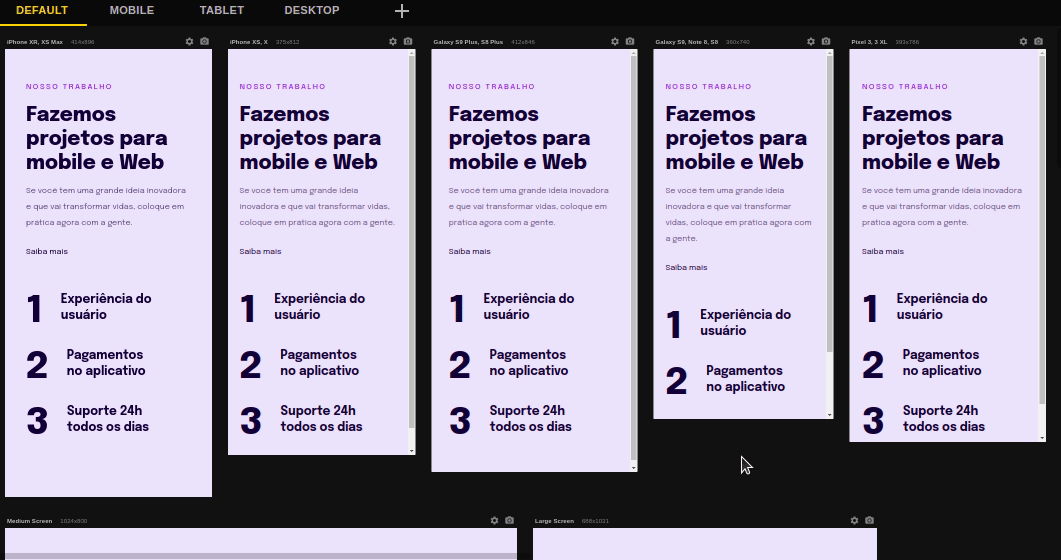 DEFAULT MOBILE TABLET DESKTOP
iPhone XR, XS Max 414x896
NOSSO TRABALHO
Fazemos
projetos para
mobile e Web
Se você tem uma grande ideia inovadora
e que vai transformar vidas, coloque em
prática agora com a gente.
Saiba mais
1 Experiência do
usuário
2 Pagamentos
no aplicativo
3 Suporte 24h
todos os dias
iPhone XS, X 375x812
NOSSO TRABALHO
Fazemos
projetos para
mobile e Web
Se você tem uma grande ideia
inovadora e que vai transformar vidas,
coloque em prática agora com a gente.
Saiba mais
1 Experiência do
usuário
2 Pagamentos
no aplicativo
3 Suporte 24h
todos os dias
Galaxy S9 Plus, S8 Plus 412x846
NOSSO TRABALHO
Fazemos
projetos para
mobile e Web
Se você tem uma grande ideia inovadora
e que vai transformar vidas, coloque em
prática agora com a gente.
Saiba mais
1 Experiência do
usuário
2 Pagamentos
no aplicativo
3 Suporte 24h
todos os dias
Galaxy S9, Note 8, S8 360x740
NOSSO TRABALHO
Fazemos
projetos para
mobile e Web
Se você tem uma grande ideia
inovadora e que vai transformar
vidas, coloque em prática agora com
a gente.
Saiba mais
1 Experiência do
usuário
2 Pagamentos
no aplicativo
Pixel 3, 3 XL 393x786
NOSSO TRABALHO
Fazemos
projetos para
mobile e Web
Se você tem uma grande ideia inovadora
e que vai transformar vidas, coloque em
prática agora com a gente.
Saiba mais
1 Experiência do
usuário
2 Pagamentos
no aplicativo
3 Suporte 24h
todos os dias
Medium Screen 1024x800
Large Screen 688x1031